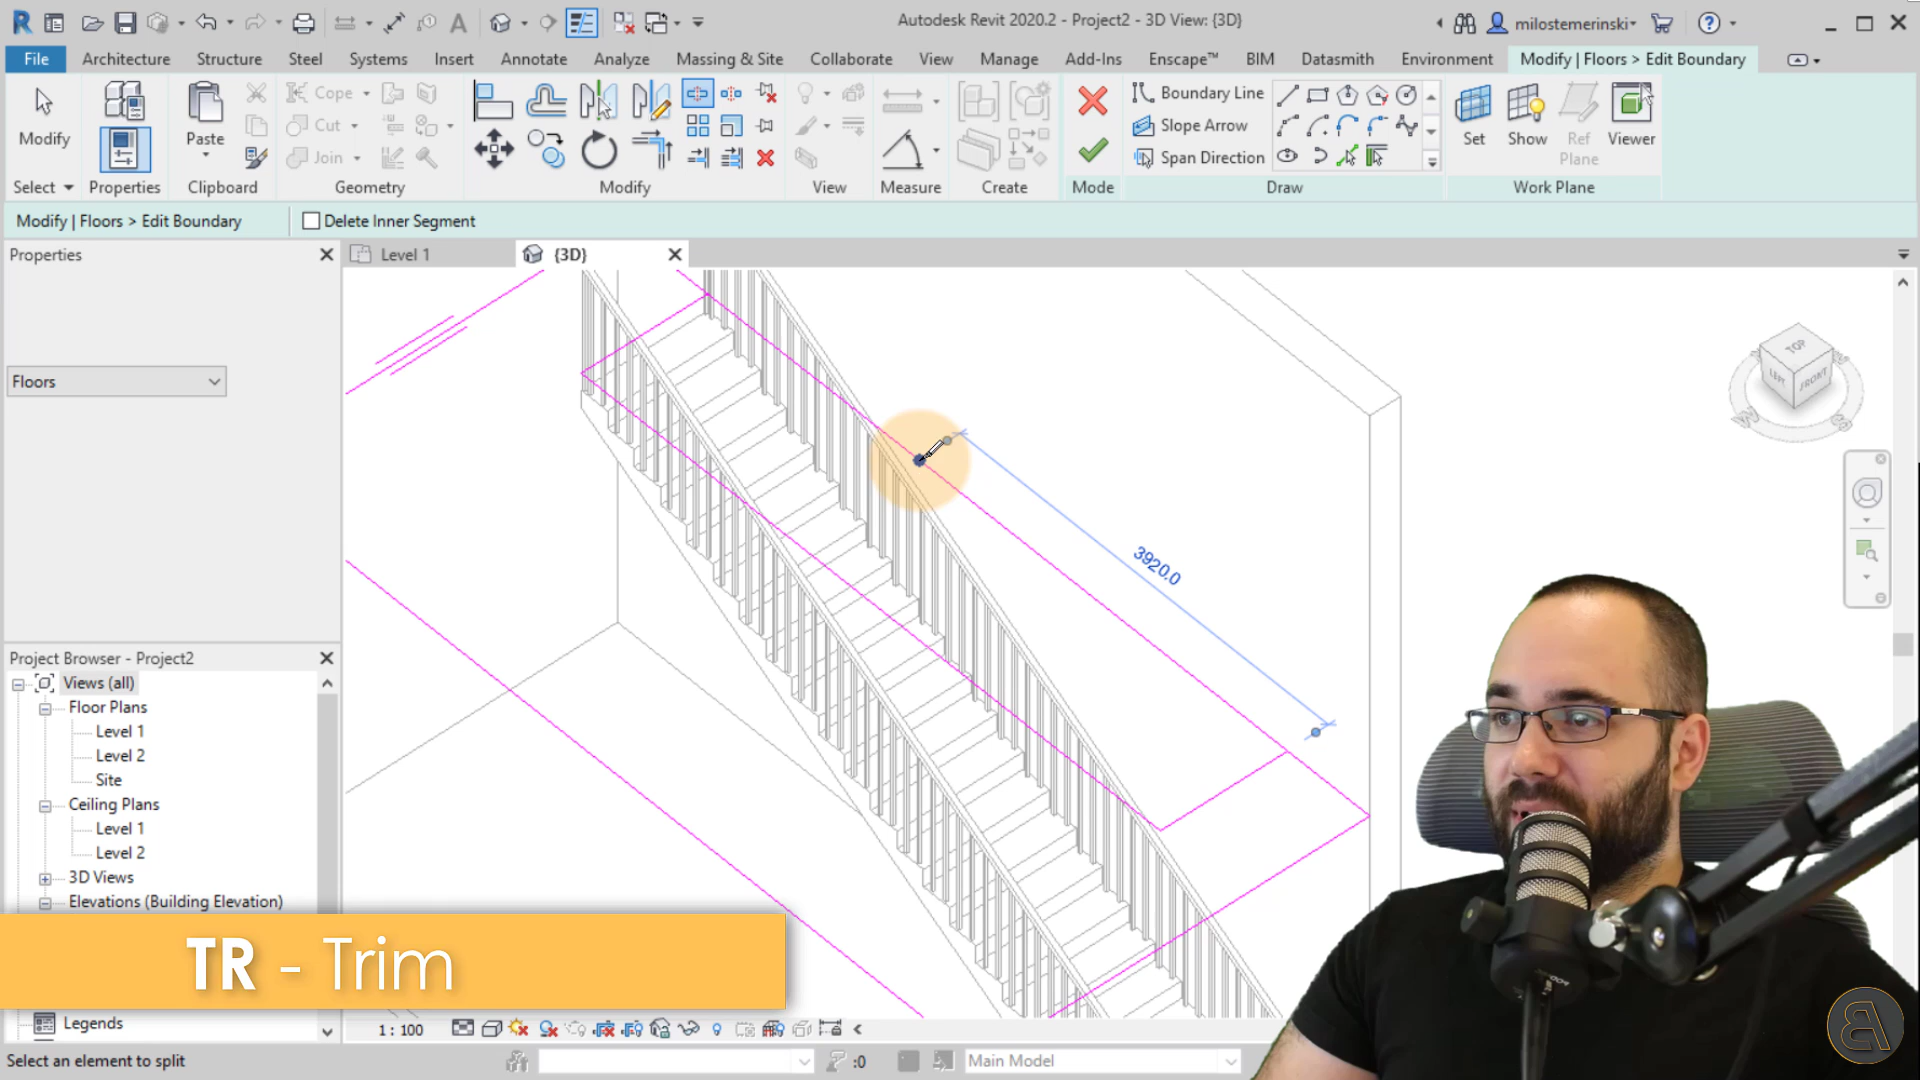 Autodesk Revit 2020.2 - Project2 - 3D View: {3D}
milostemerinski
File Architecture Structure Steel Systems Insert Annotate Analyze Massing & Site Collaborate View Manage Add-Ins Enscape™ BIM Datasmith Environment Modify | Floors > Edit Boundary
Modify
Select
Properties
Paste
Clipboard
Cope
Cut
Join
Geometry
Modify
View
Measure
Create
Mode
Boundary Line
Slope Arrow
Span Direction
Draw
Set
Show
Ref
Plane
Viewer
Work Plane
Modify | Floors > Edit Boundary
Delete Inner Segment
Properties
Level 1
{3D}
Floors
TOP
LEFT
FRONT
W
3920.0
Project Browser - Project2
Views (all)
Floor Plans
Level 1
Level 2
Site
Ceiling Plans
Level 1
Level 2
3D Views
Elevations (Building Elevation)
TR - Trim
Legends
1 : 100
Select an element to split
:0
Main Model